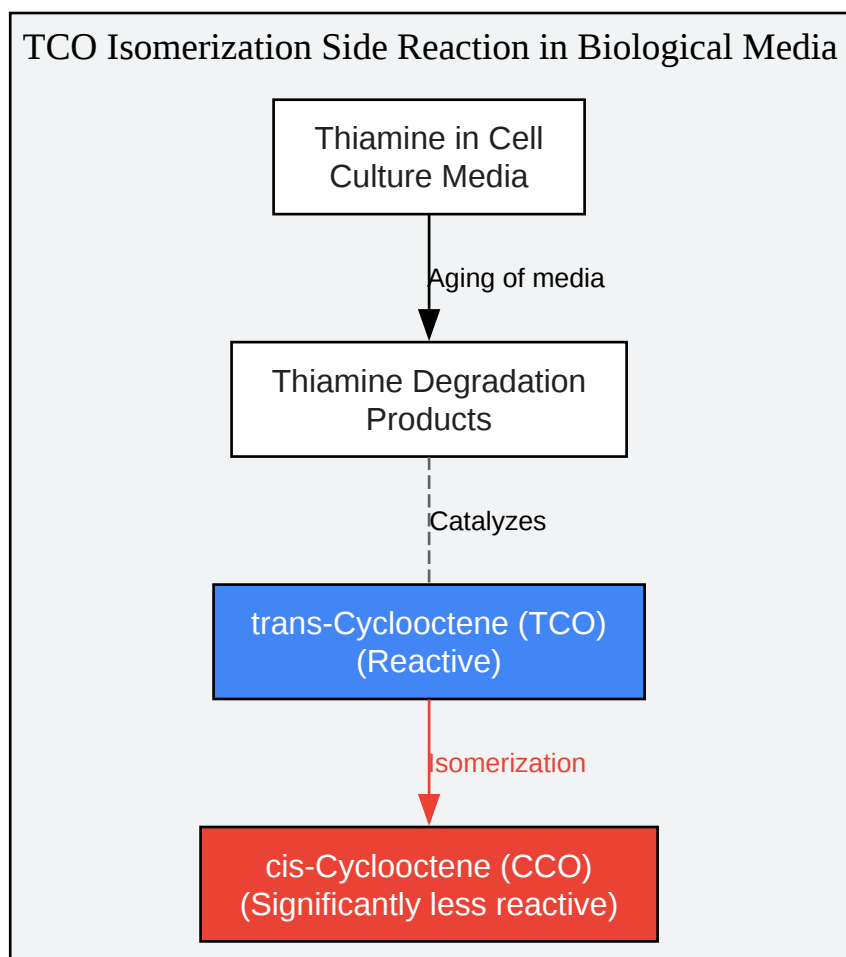 TCO Isomerization Side Reaction in Biological Media
Thiamine in Cell
Culture Media
Aging of media
Thiamine Degradation
Products
Catalyzes
trans-Cyclooctene (TCO)
(Reactive)
Isomerization
cis-Cyclooctene (CCO)
(Significantly less reactive)